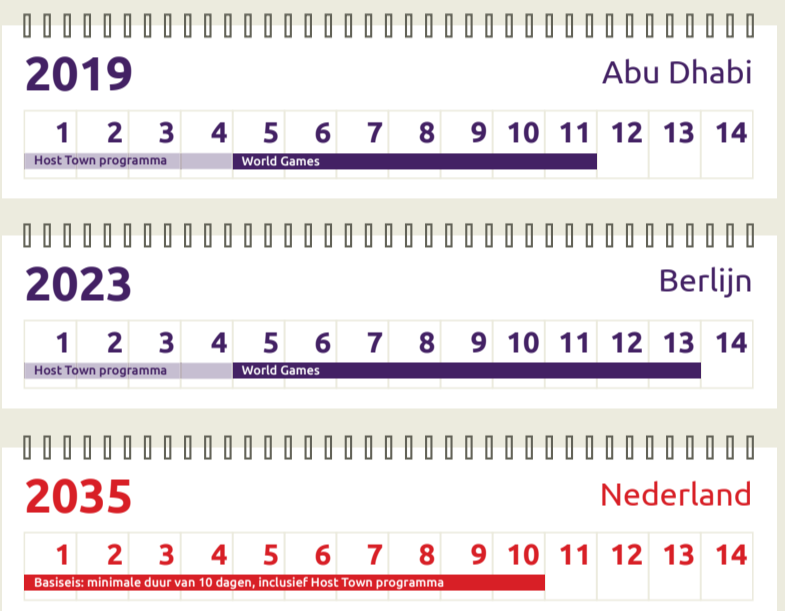 2019 Abu Dhabi
1 2 3 4 5 6 7 8 9 10 11 12 13 14
Host Town programma World Games
2023 Berlijn
1 2 3 4 5 6 7 8 9 10 11 12 13 14
Host Town programma World Games
2035 Nederland
1 2 3 4 5 6 7 8 9 10 11 12 13 14
Basiseis: minimale duur van 10 dagen, inclusief Host Town programma